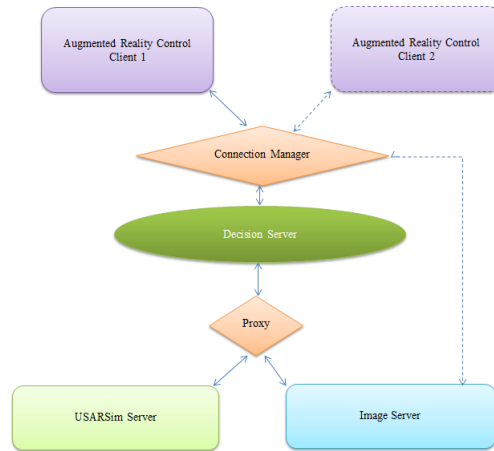 Augmented Reality Control
Client 1
Augmented Reality Control
Client 2
Connection Manager
Decision Server
Proxy
USARSim Server
Image Server